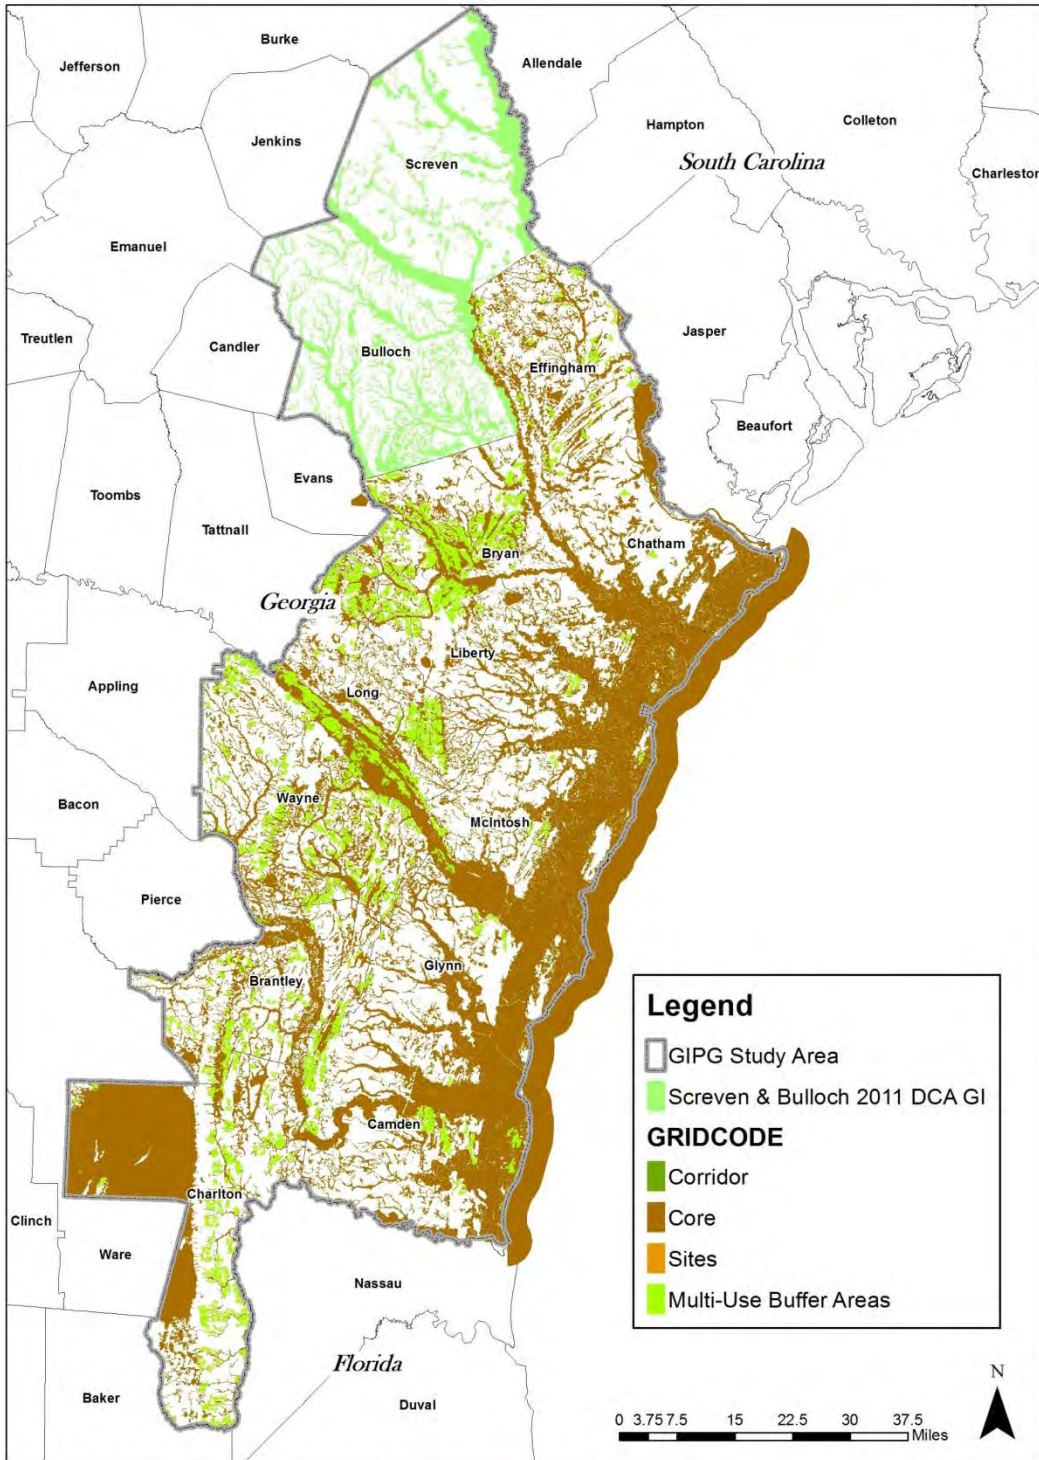 Burke
Jefferson
Allendale
Colleton
Hampton
Jenkins
Screven
South Carolina
Charleston
Emanuel
Jasper
Treutlen
Candler
Bulloch
Effingham
Beaufort
Evans
Toombs
Tattnall
Chatham
Bryan
Georgia
Liberty
Appling
Long
Wayne
Bacon
McIntosh
Pierce
Glynn
Brantley
Legend
GIPG Study Area
Screven & Bulloch 2011 DCA GI
GRIDCODE
Corridor
Core
Sites
Multi-Use Buffer Areas
Camden
Charlton
Clinch
Ware
Nassau
Florida
Baker
Duval
N
0 3.75 7.5 15 22.5 30 37.5
Miles